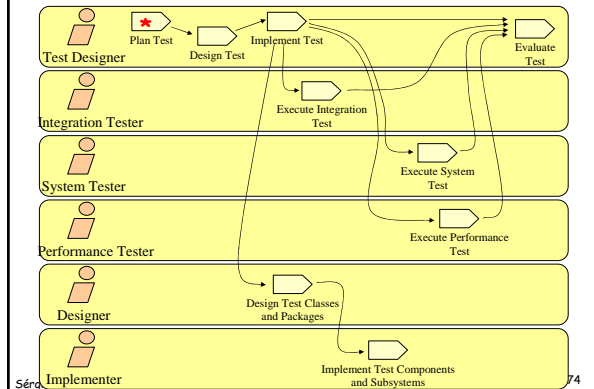 Plan Test
Design Test
Implement Test
Evaluate
Test
Test Designer
Execute Integration
Test
Integration Tester
Execute System
Test
System Tester
Execute Performance
Test
Performance Tester
Design Test Classes
and Packages
Designer
Implement Test Components
and Subsystems
Implementer
74